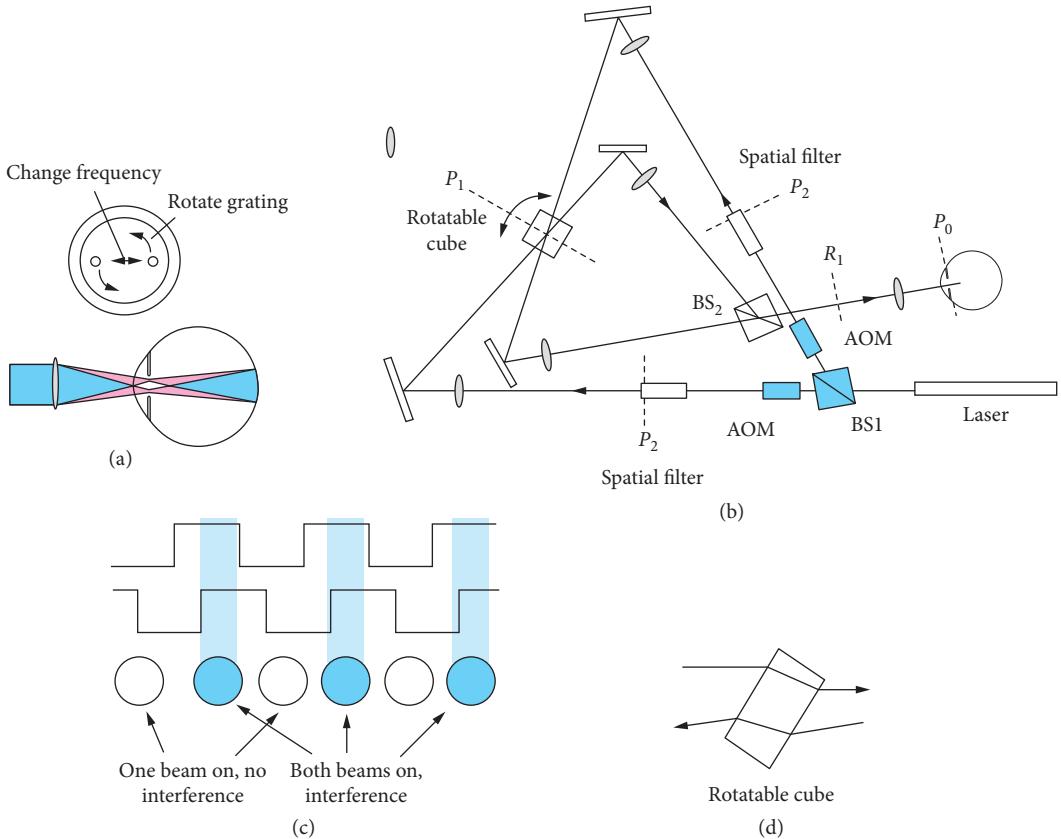 Change frequency
Rotate grating
(a)
P1
Rotatable
cube
Spatial filter
P2
P0
R1
BS2
AOM
BS1
Laser
AOM
P2
Spatial filter
(b)
One beam on, no
interference
Both beams on,
interference
(c)
Rotatable cube
(d)